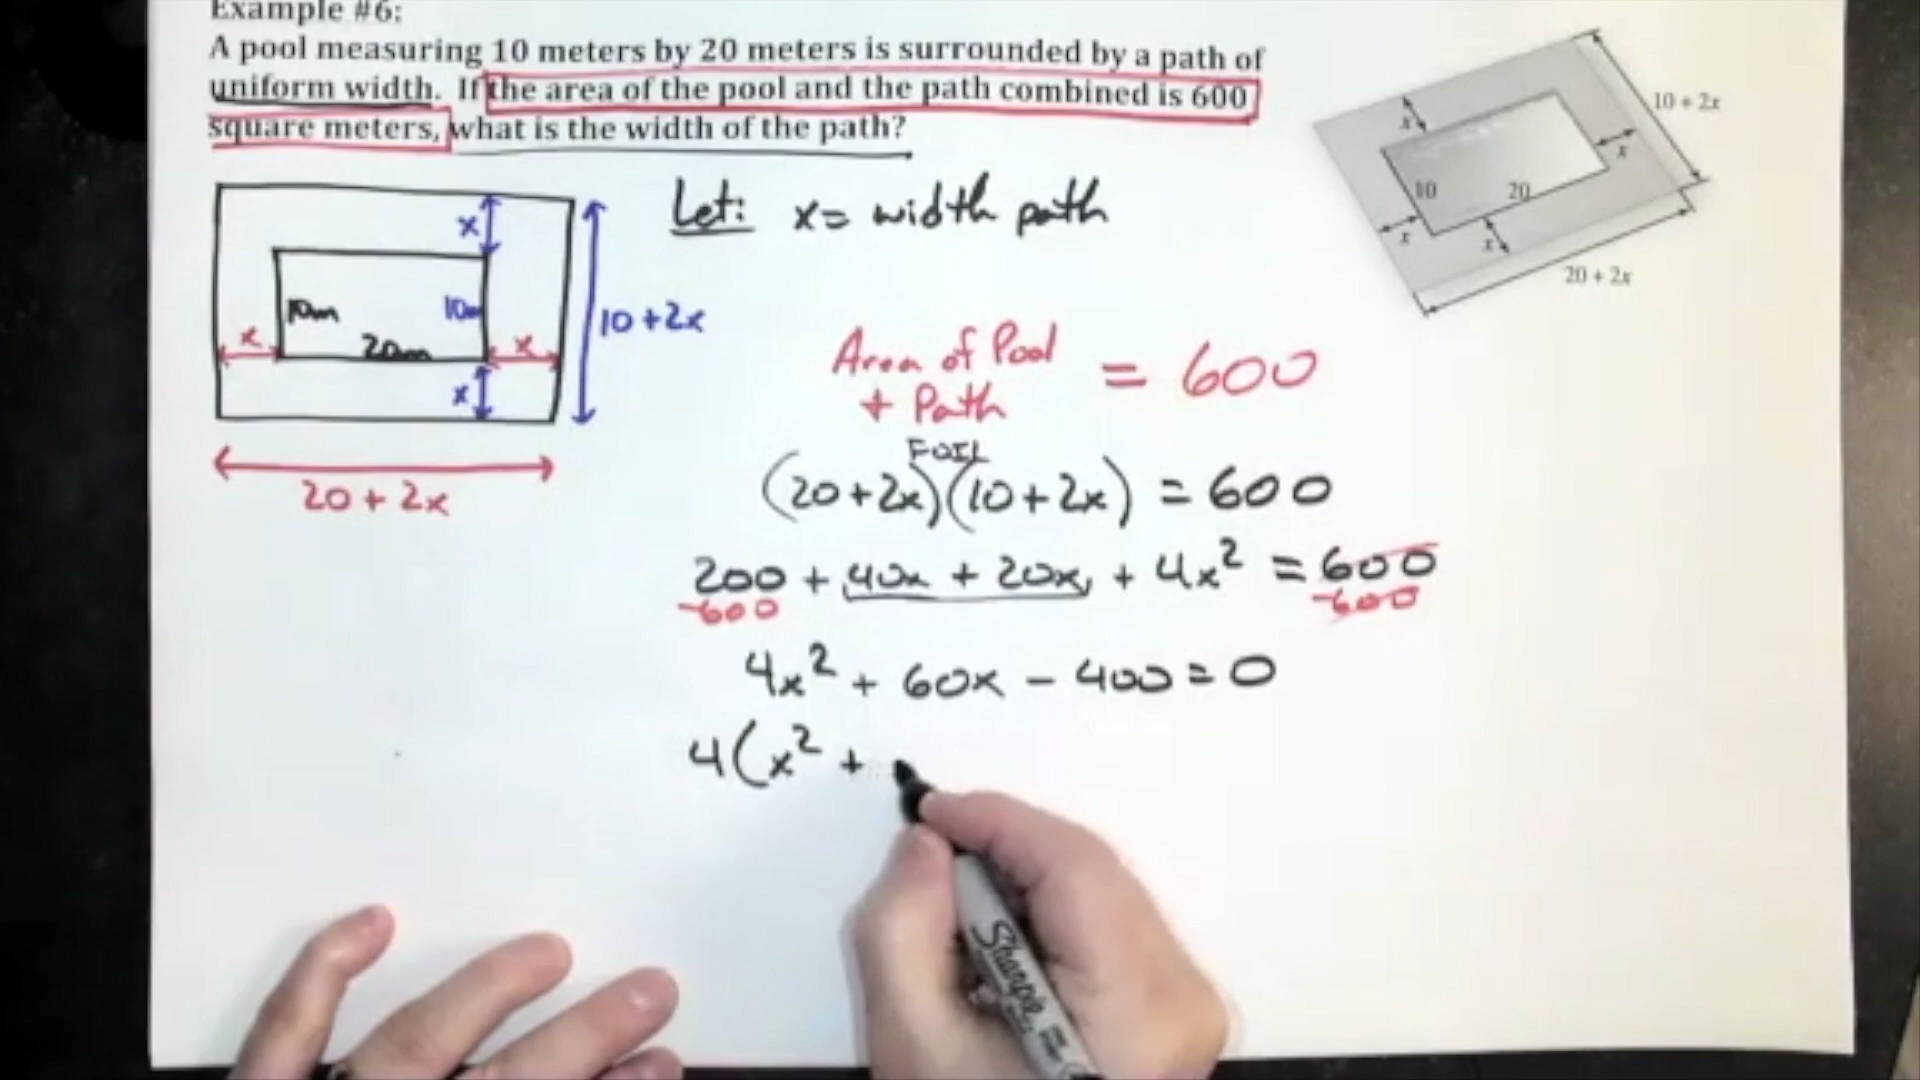 Example #6:
A pool measuring 10 meters by 20 meters is surrounded by a path of
uniform width. If the area of the pool and the path combined is 600
square meters, what is the width of the path?
10 + 2x
x
x
10
20
x
x
20 + 2x
Let: x = width path
x
10m
10m
20m
x
x
x
10+2x
20 + 2x
Area of Pool
+ Path = 600
FOIL
(20+2x)(10+2x) = 600
200 + 40x + 20x + 4x² = 600
-600 -600
4x² + 60x - 400 = 0
4(x² +
Sharpie